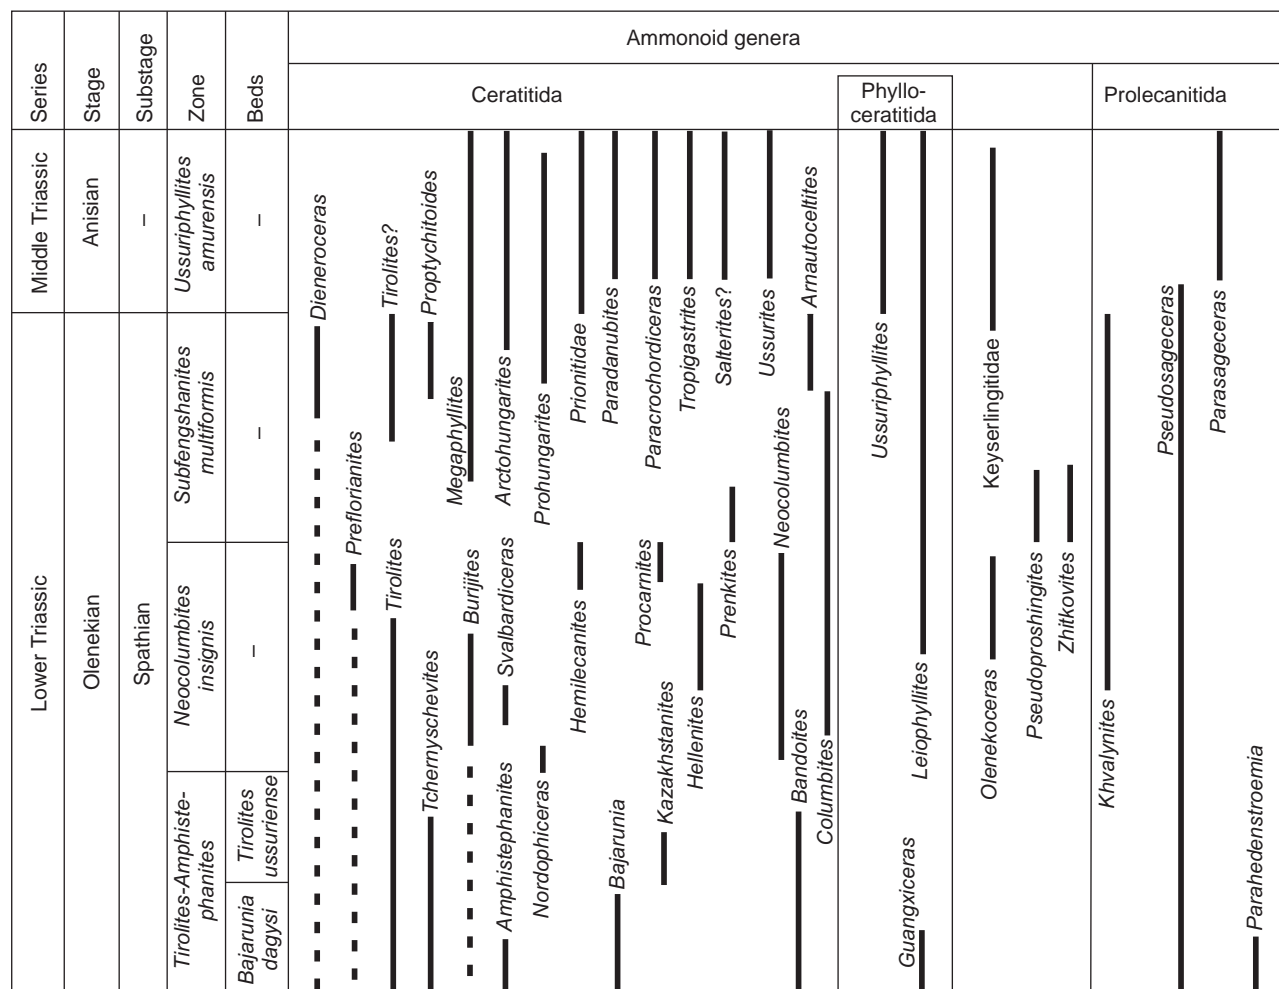 Ammonoid genera
Series
Stage
Substage
Zone
Beds
Ceratitida
Phyllo-
ceratitida
Prolecanitida
Middle Triassic
Anisian
–
Ussuriphyllites
amurensis
–
Lower Triassic
Olenekian
Spathian
Subfengshanites
multiformis
–
Neocolumbites
insignis
–
Tirolites-Amphiste-
phanites
Tirolites
ussuriense
Bajarunia
dagysi
Dieneroceras
Preflorianites
Tirolites?
Tirolites
Proptychitoides
Tchernyschevites
Megaphyllites
Burijites
Arctohungarites
Svalbardiceras
Amphistephanites
Prohungarites
Nordophiceras
Prionitidae
Hemilecanites
Paradanubites
Bajarunia
Paracrochordiceras
Procarnites
Kazakhstanites
Tropigastrites
Hellenites
Salterites?
Prenkites
Ussurites
Neocolumbites
Bandoites
Arnautoceltites
Columbites
Ussuriphyllites
Leiophyllites
Guangxiceras
Keyserlingitidae
Olenekoceras
Pseudoproshingites
Zhitkovites
Khvalynites
Pseudosageceras
Parasageceras
Parahedenstroemia